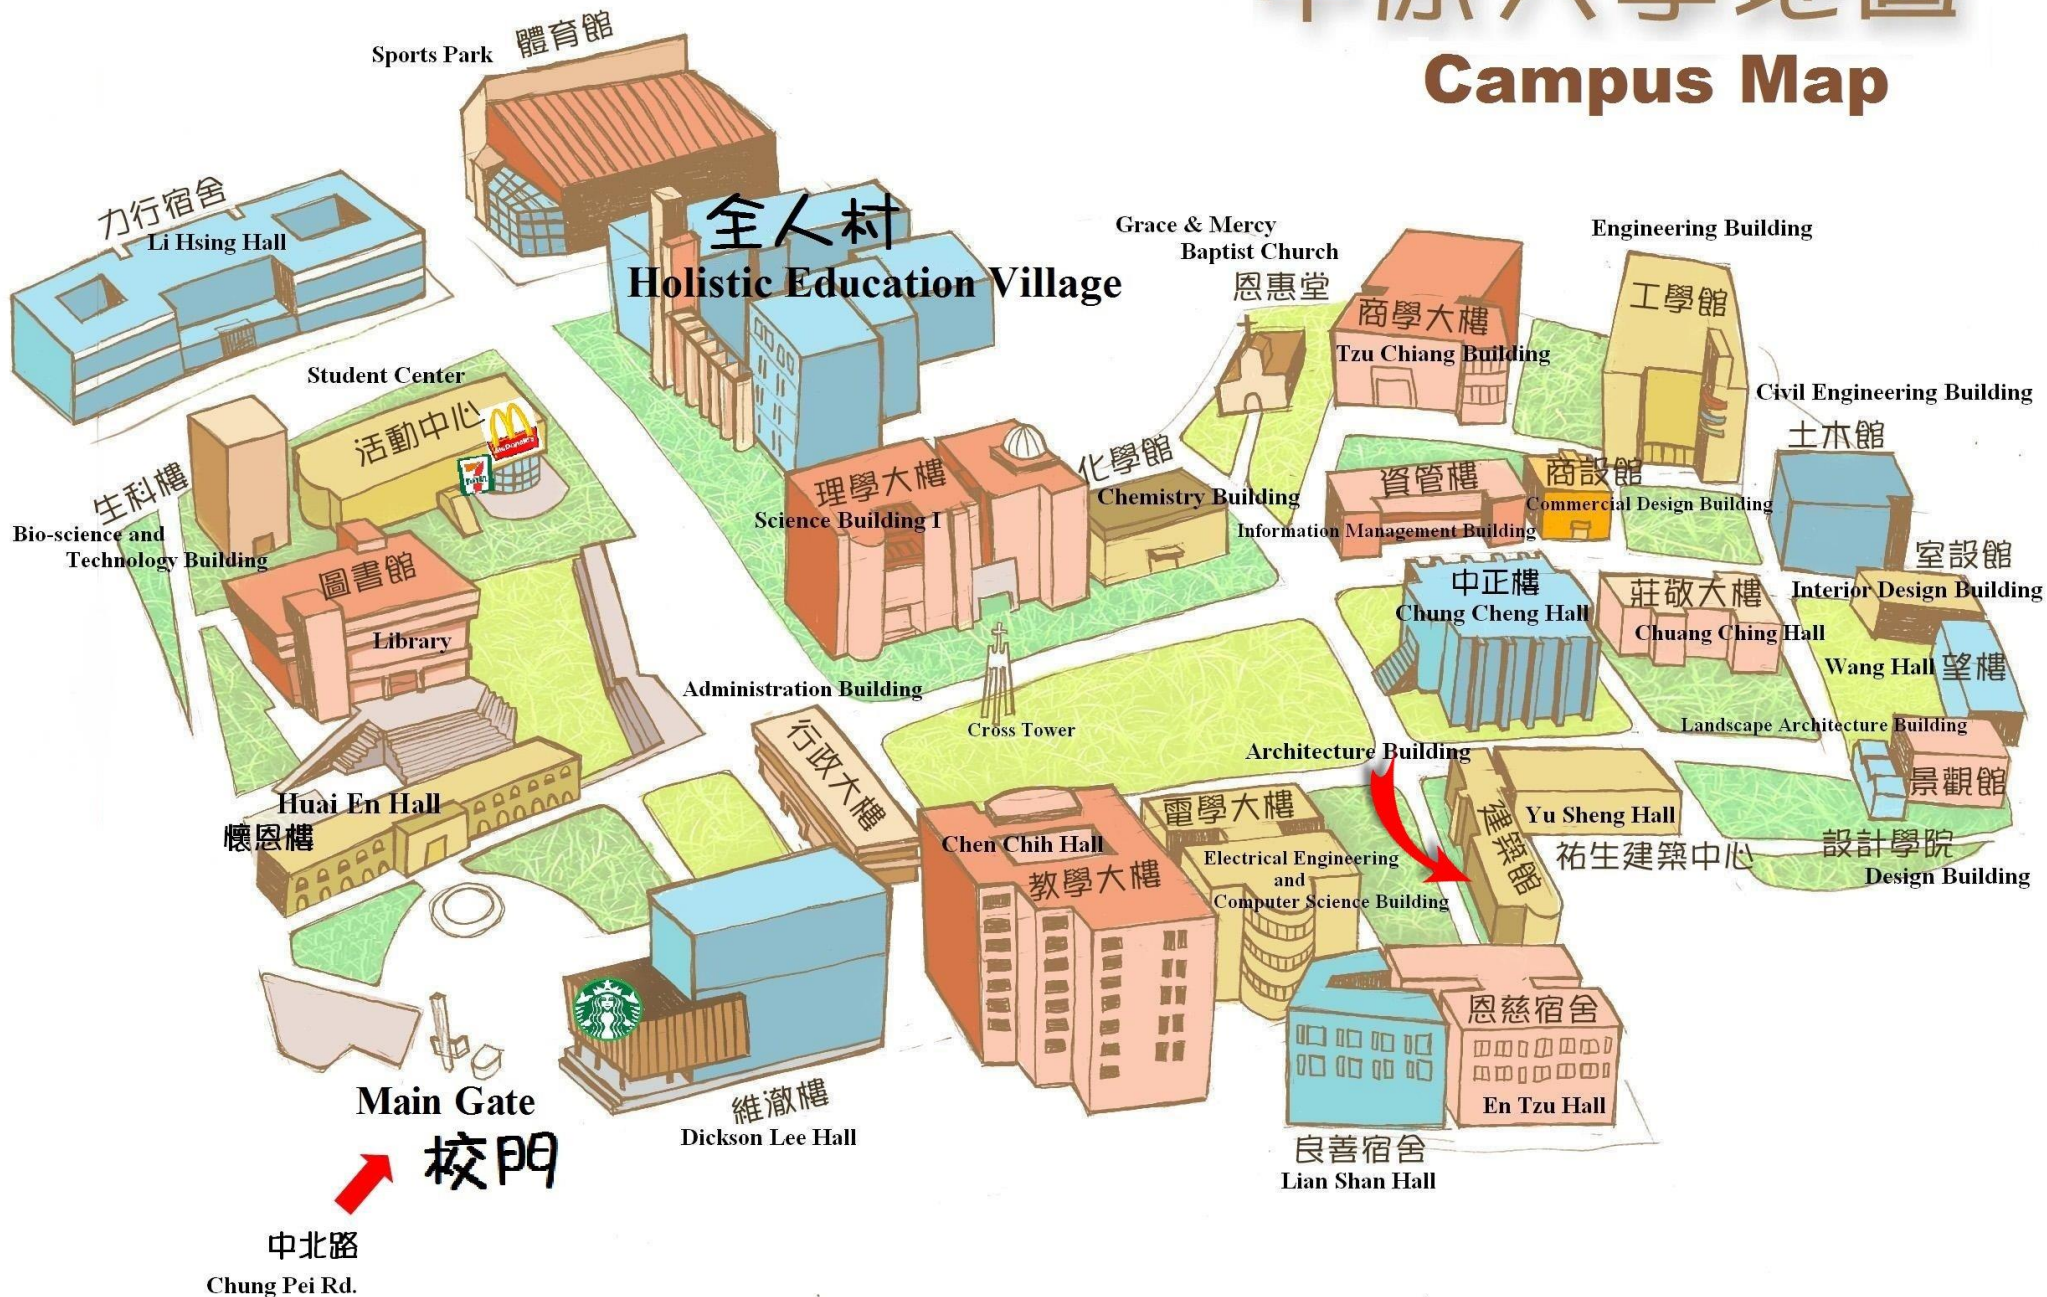 中原大學地圖
Campus Map
體育館
Sports Park
力行宿舍
Li Hsing Hall
全人村
Holistic Education Village
Grace & Mercy
Baptist Church
恩惠堂
商學大樓
Tzu Chiang Building
Engineering Building
工學館
Student Center
活動中心
McDonald's
7
ELEVEN
Civil Engineering Building
土木館
生科樓
Bio-science and
Technology Building
理學大樓
Science Building I
化學館
Chemistry Building
資管樓
Information Management Building
商設館
Commercial Design Building
圖書館
Library
中正樓
Chung Cheng Hall
莊敬大樓
Chuang Ching Hall
室設館
Interior Design Building
Wang Hall 望樓
Administration Building
行政大樓
Cross Tower
Landscape Architecture Building
景觀館
Architecture Building
建築館
Yu Sheng Hall
祐生建築中心
設計學院
Design Building
Huai En Hall
懷恩樓
Chen Chih Hall
教學大樓
電學大樓
Electrical Engineering
and
Computer Science Building
恩慈宿舍
En Tzu Hall
良善宿舍
Lian Shan Hall
維澈樓
Dickson Lee Hall
Main Gate
校門
中北路
Chung Pei Rd.